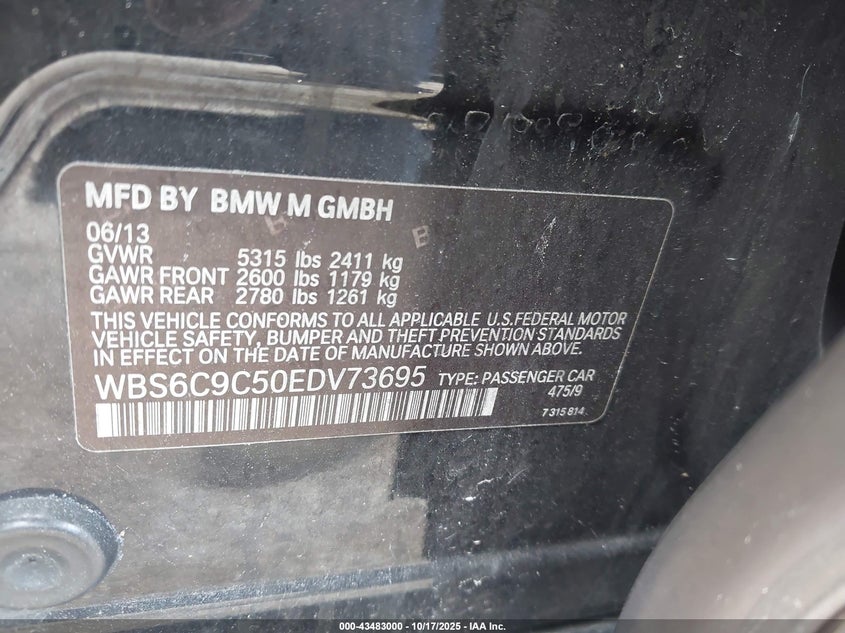 MFD BY BMW M GMBH
06/13
GVWR 5315 lbs 2411 kg
GAWR FRONT 2600 lbs 1179 kg
GAWR REAR 2780 lbs 1261 kg
THIS VEHICLE CONFORMS TO ALL APPLICABLE U.S.FEDERAL MOTOR
VEHICLE SAFETY, BUMPER AND THEFT PREVENTION STANDARDS
IN EFFECT ON THE DATE OF MANUFACTURE SHOWN ABOVE.
WBS6C9C50EDV73695 TYPE: PASSENGER CAR
475/9
7 315 814
000-43483000 - 10/17/2025 - IAA Inc.